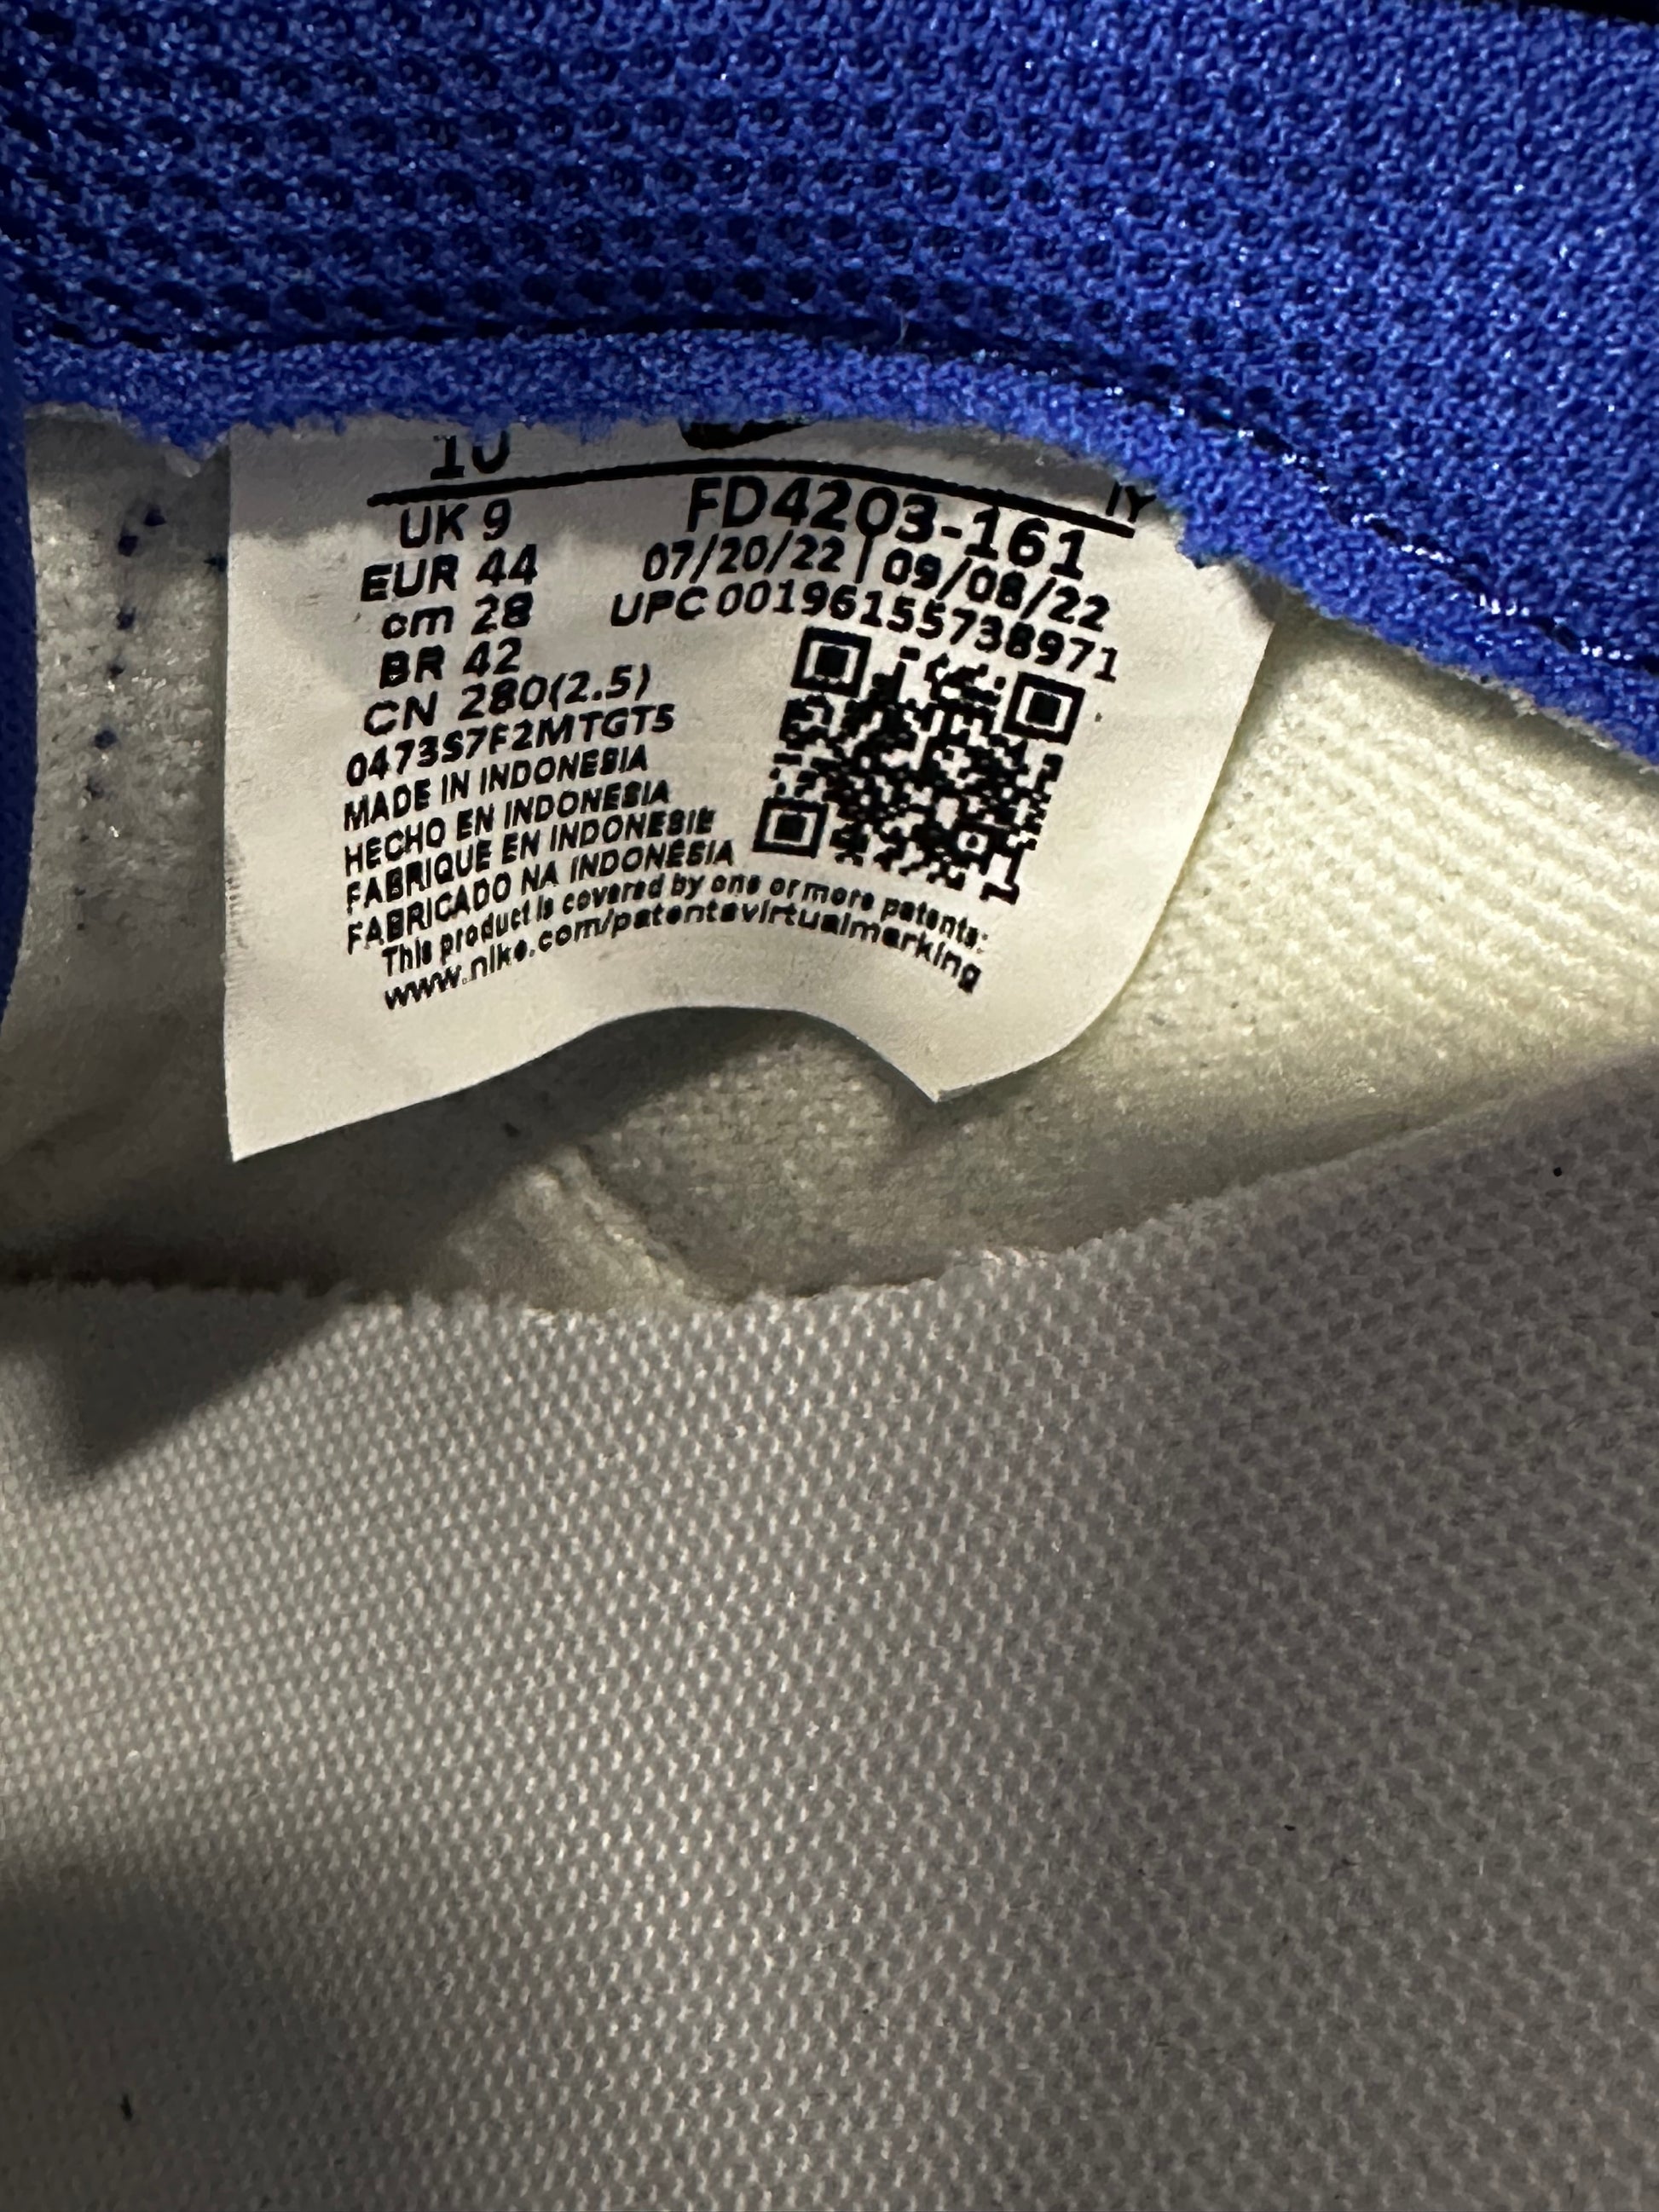 10
IY
UK 9
FD4203-161
EUR 44
07/20/22 | 09/08/22
cm 28
UPC 00196155738971
BR 42
CN 280(2.5)
0473S7F2MTGT5
MADE IN INDONESIA
HECHO EN INDONESIA
FABRIQUE EN INDONESIE
FABRICADO NA INDONÉSIA
This product is covered by one or more patents:
www.nike.com/patentsvirtualmarking